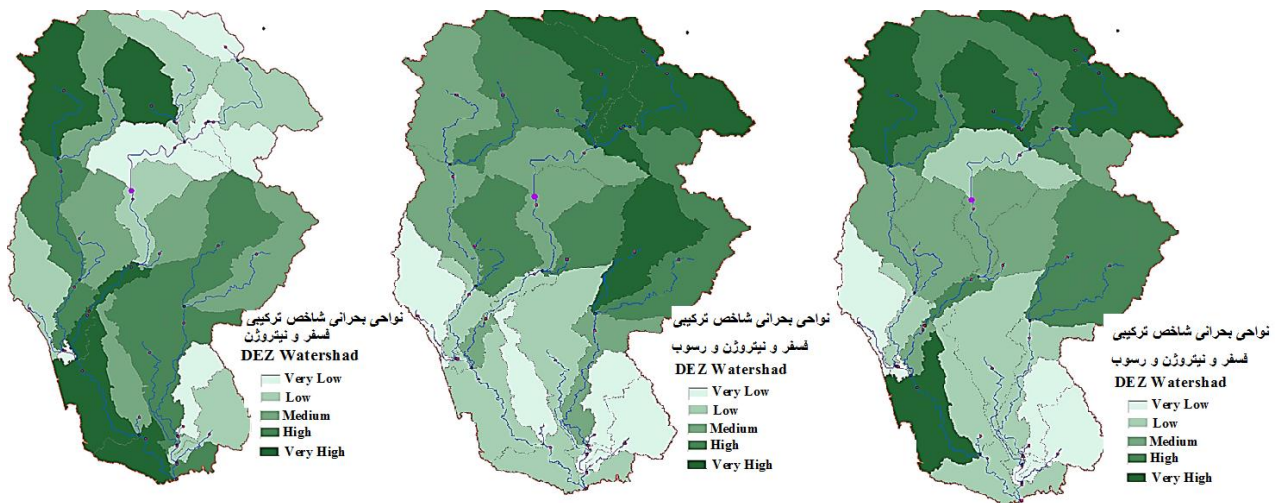 نواحی بحرانی شاخص ترکیبی
فسفر و نیتروژن
DEZ Watershad
Very Low
Low
Medium
High
Very High
نواحی بحرانی شاخص ترکیبی
فسفر و نیتروژن و رسوب
DEZ Watershad
Very Low
Low
Medium
High
Very High
نواحی بحرانی شاخص ترکیبی
فسفر و نیتروژن و رسوب
DEZ Watershad
Very Low
Low
Medium
High
Very High